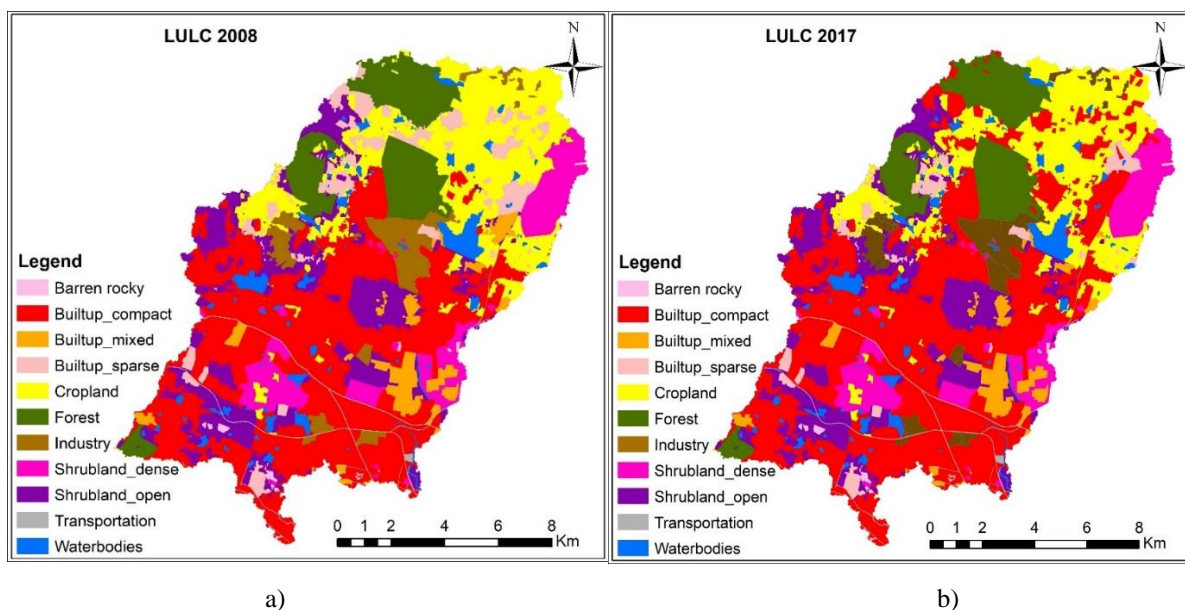 LULC 2008
N
Legend
Barren rocky
Builtup_compact
Builtup_mixed
Builtup_sparse
Cropland
Forest
Industry
Shrubland_dense
Shrubland_open
Transportation
Waterbodies
0 1 2 4 6 8
Km
a)
LULC 2017
N
Legend
Barren rocky
Builtup_compact
Builtup_mixed
Builtup_sparse
Cropland
Forest
Industry
Shrubland_dense
Shrubland_open
Transportation
Waterbodies
0 1 2 4 6 8
Km
b)